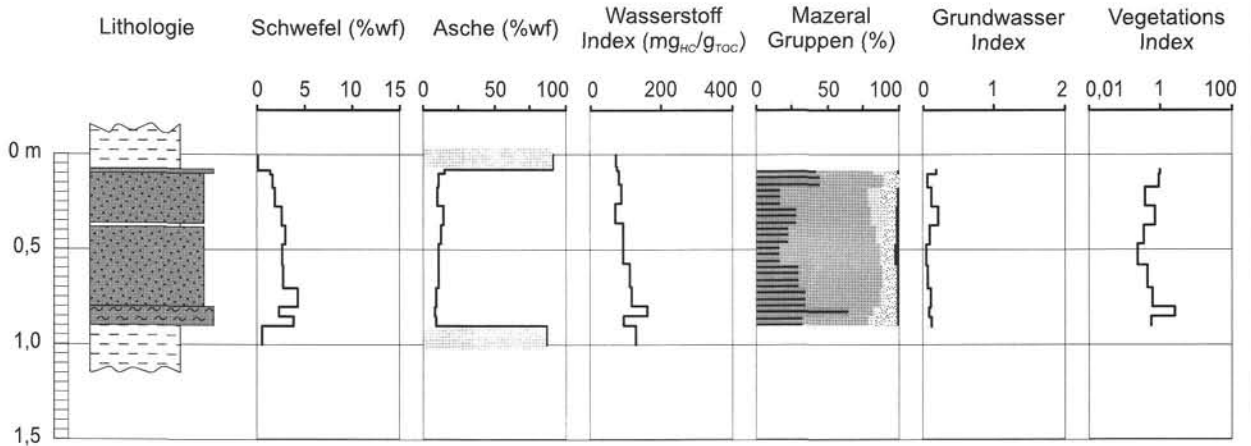 Lithologie
Schwefel (%wf)
Asche (%wf)
Wasserstoff
Index (mgHC/gTOC)
Mazeral
Gruppen (%)
Grundwasser
Index
Vegetations
Index
0 5 10 15
0 25 50 100
0 200 400
0 50 100
0 1 2
0,01 1 100
0 m
0,5
1,0
1,5